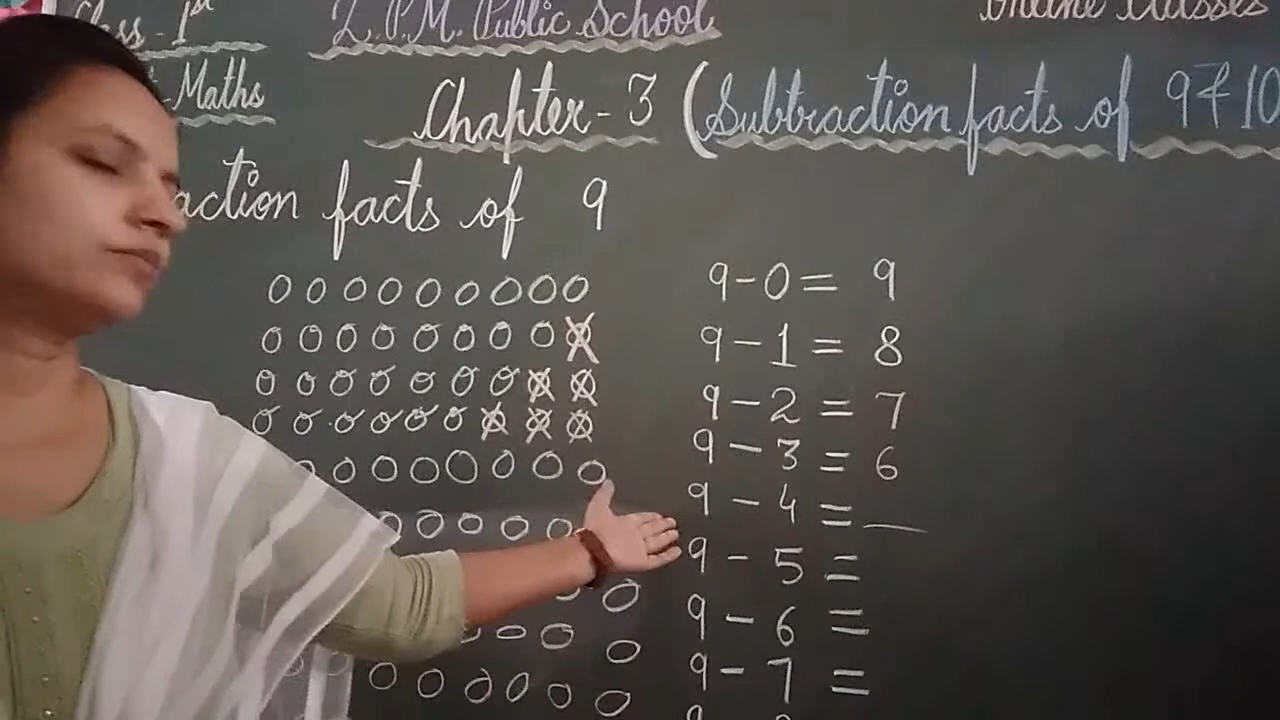 Class - 1st
Z.P.M. Public School
Online Classes
Maths
Chapter - 3 (Subtraction facts of 9 & 10
action facts of 9
9 - 0 = 9
9 - 1 = 8
9 - 2 = 7
9 - 3 = 6
9 - 4 = __
9 - 5 =
9 - 6 =
9 - 7 =